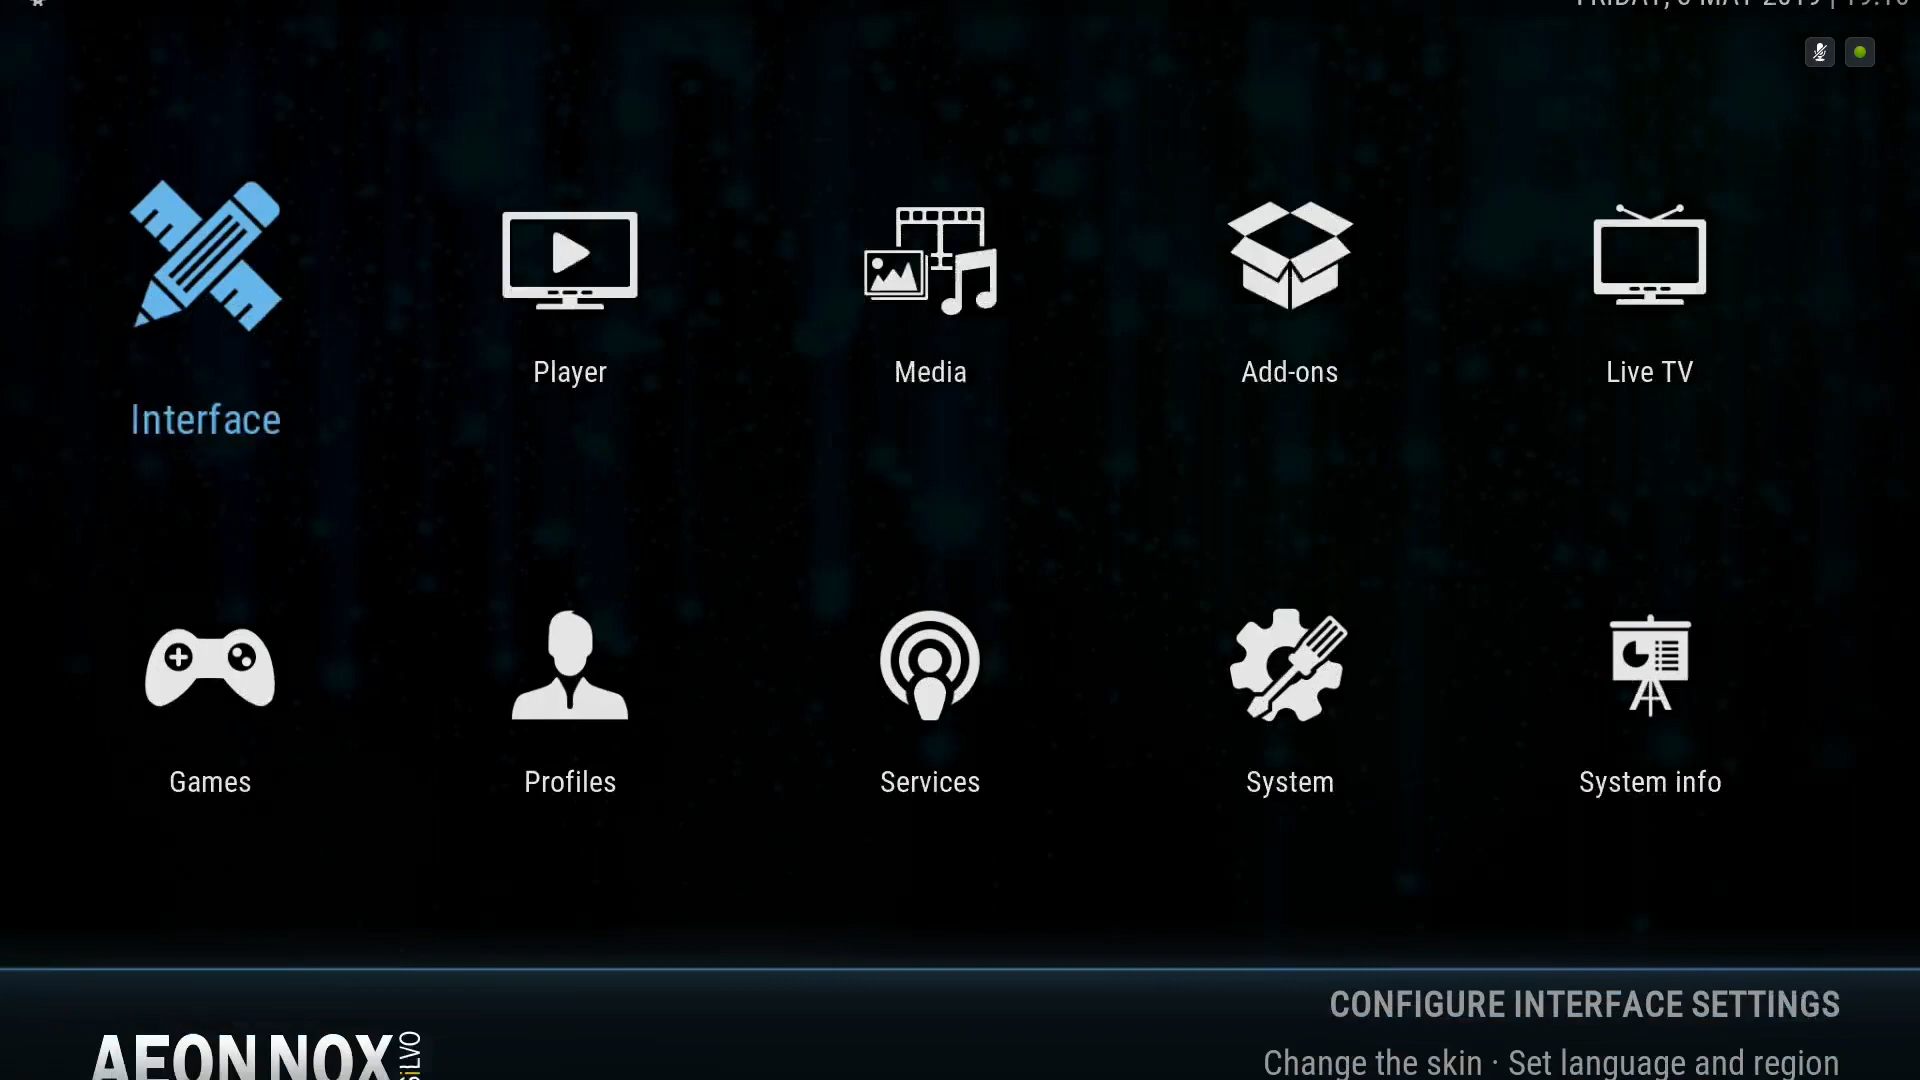 Player
Media
Add-ons
Live TV
Interface
Games
Profiles
Services
System
System info
CONFIGURE INTERFACE SETTINGS
AEON NOX SiLVO
Change the skin · Set language and region